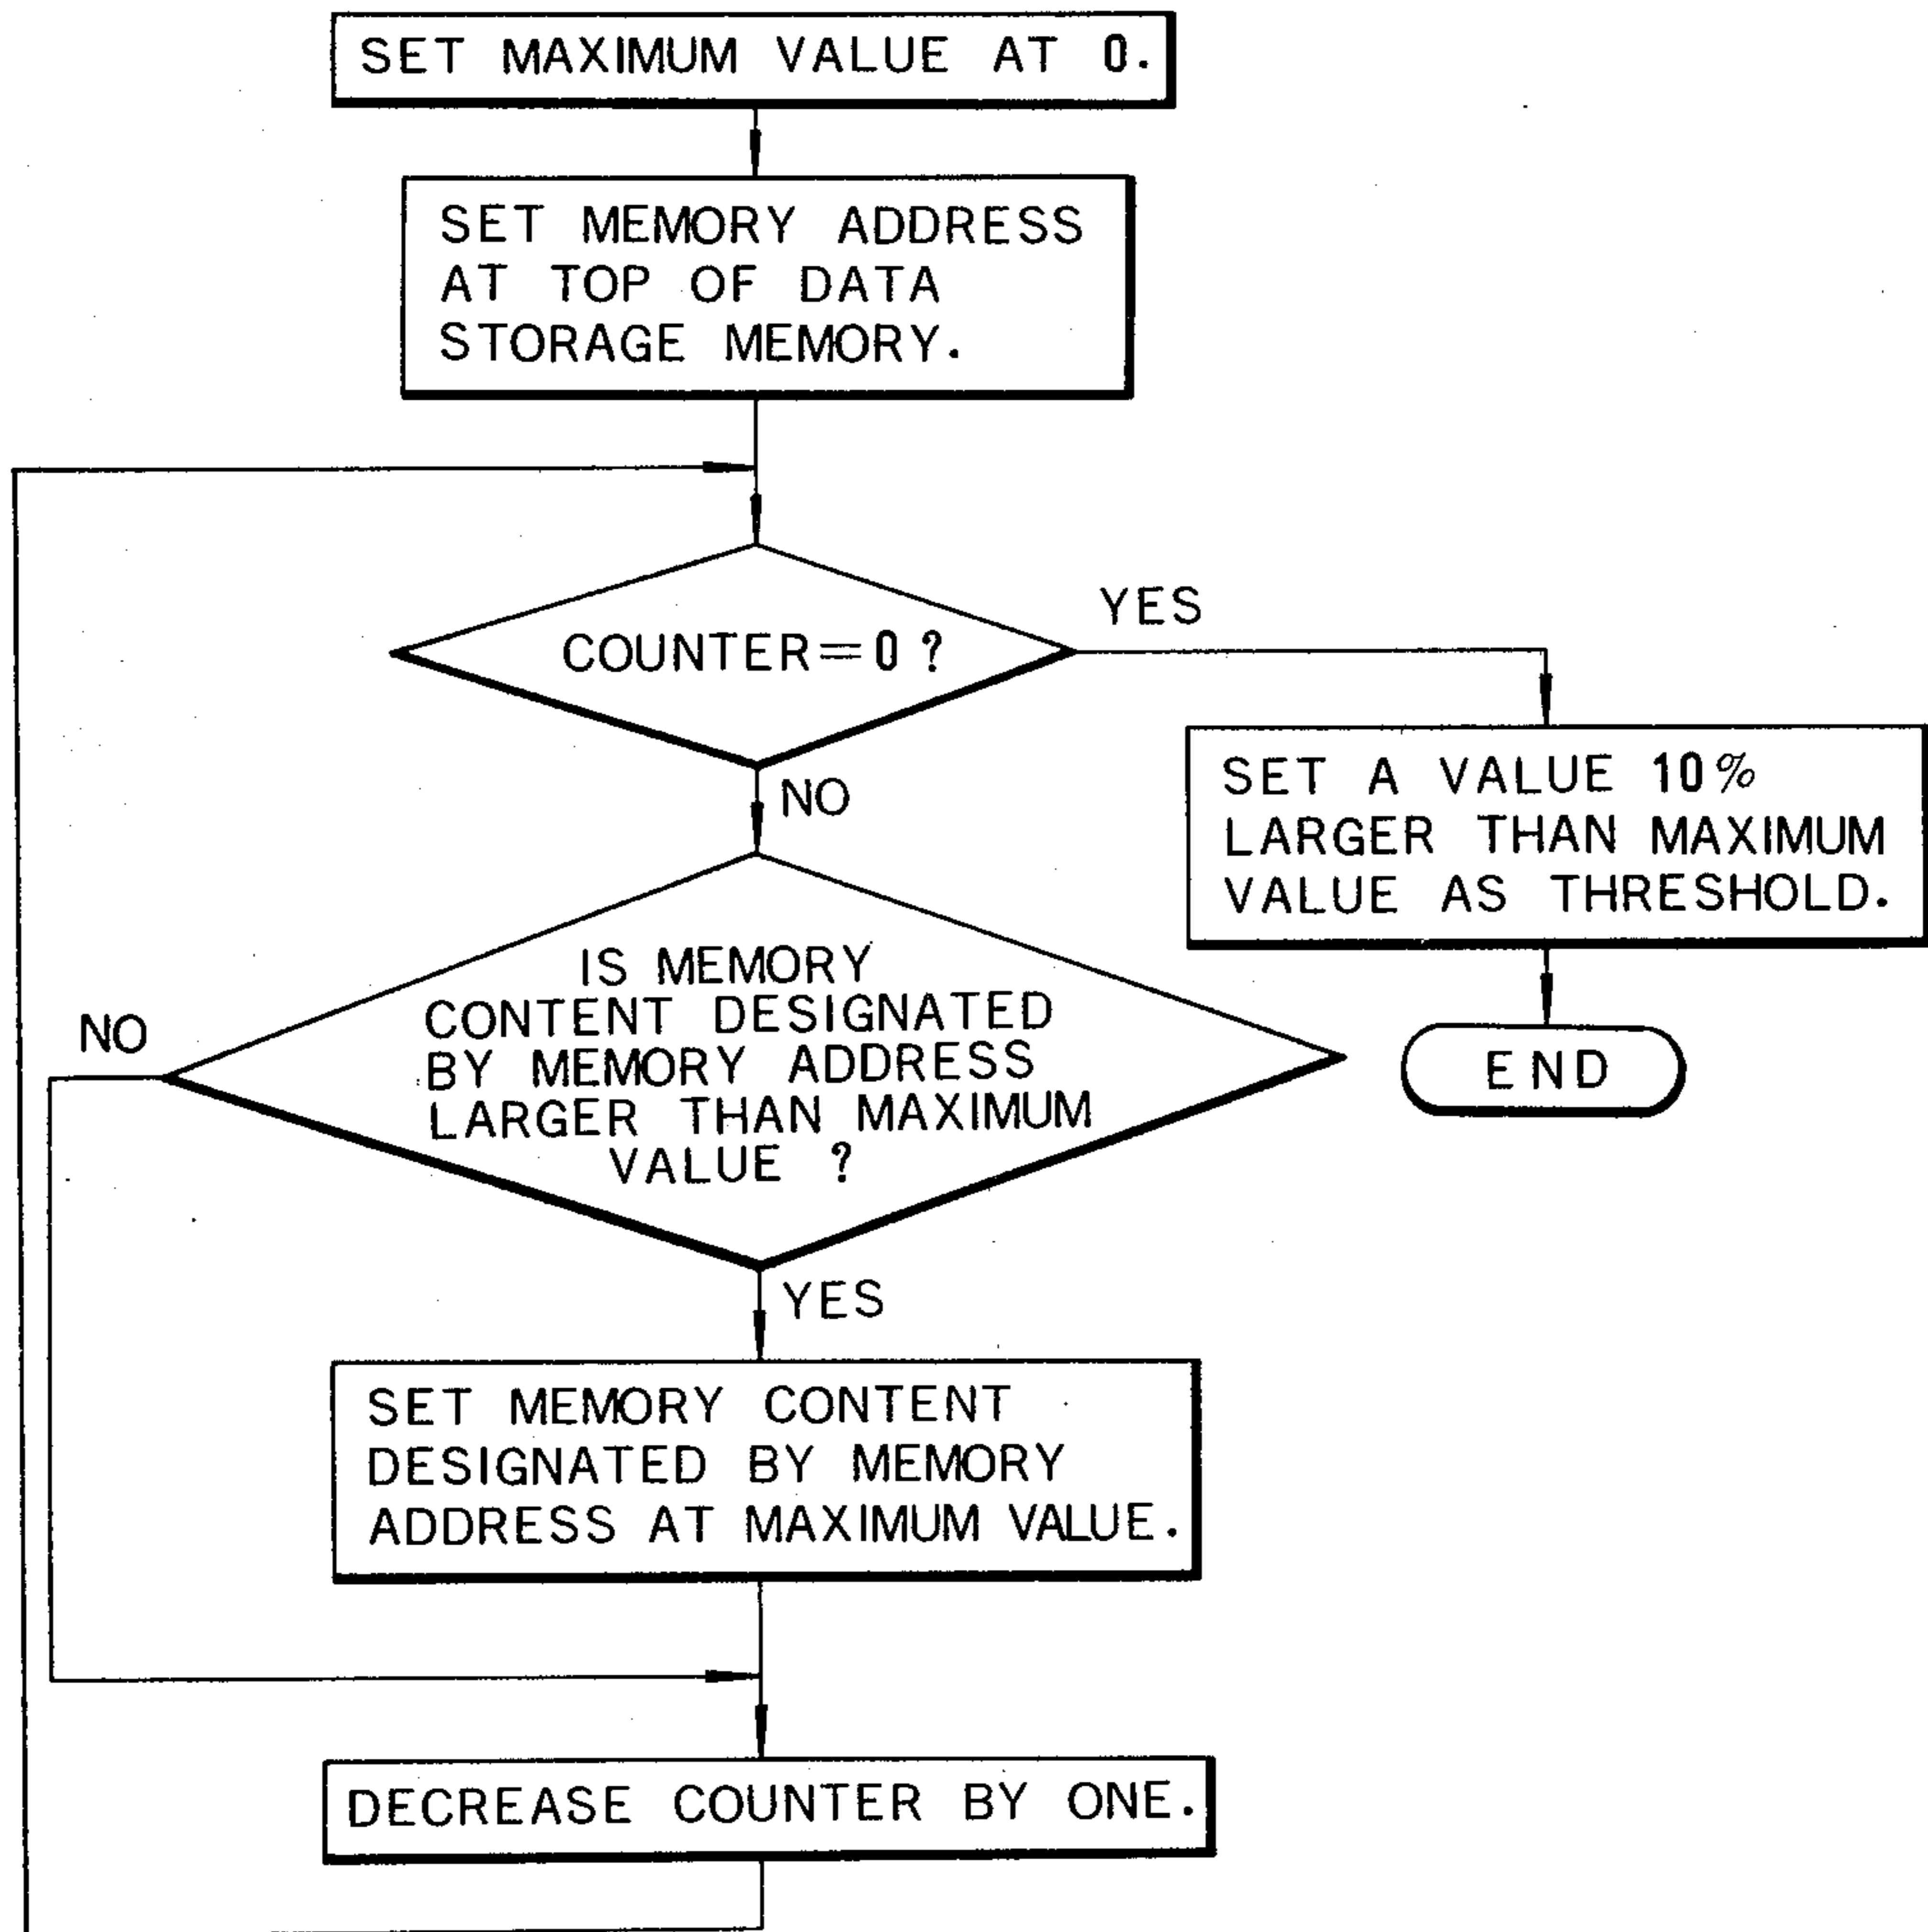 SET MAXIMUM VALUE AT 0.
SET MEMORY ADDRESS
AT TOP OF DATA
STORAGE MEMORY.
COUNTER=0?
YES
NO
SET A VALUE 10%
LARGER THAN MAXIMUM
VALUE AS THRESHOLD.
END
IS MEMORY
CONTENT DESIGNATED
BY MEMORY ADDRESS
LARGER THAN MAXIMUM
VALUE ?
NO
YES
SET MEMORY CONTENT
DESIGNATED BY MEMORY
ADDRESS AT MAXIMUM VALUE.
DECREASE COUNTER BY ONE.